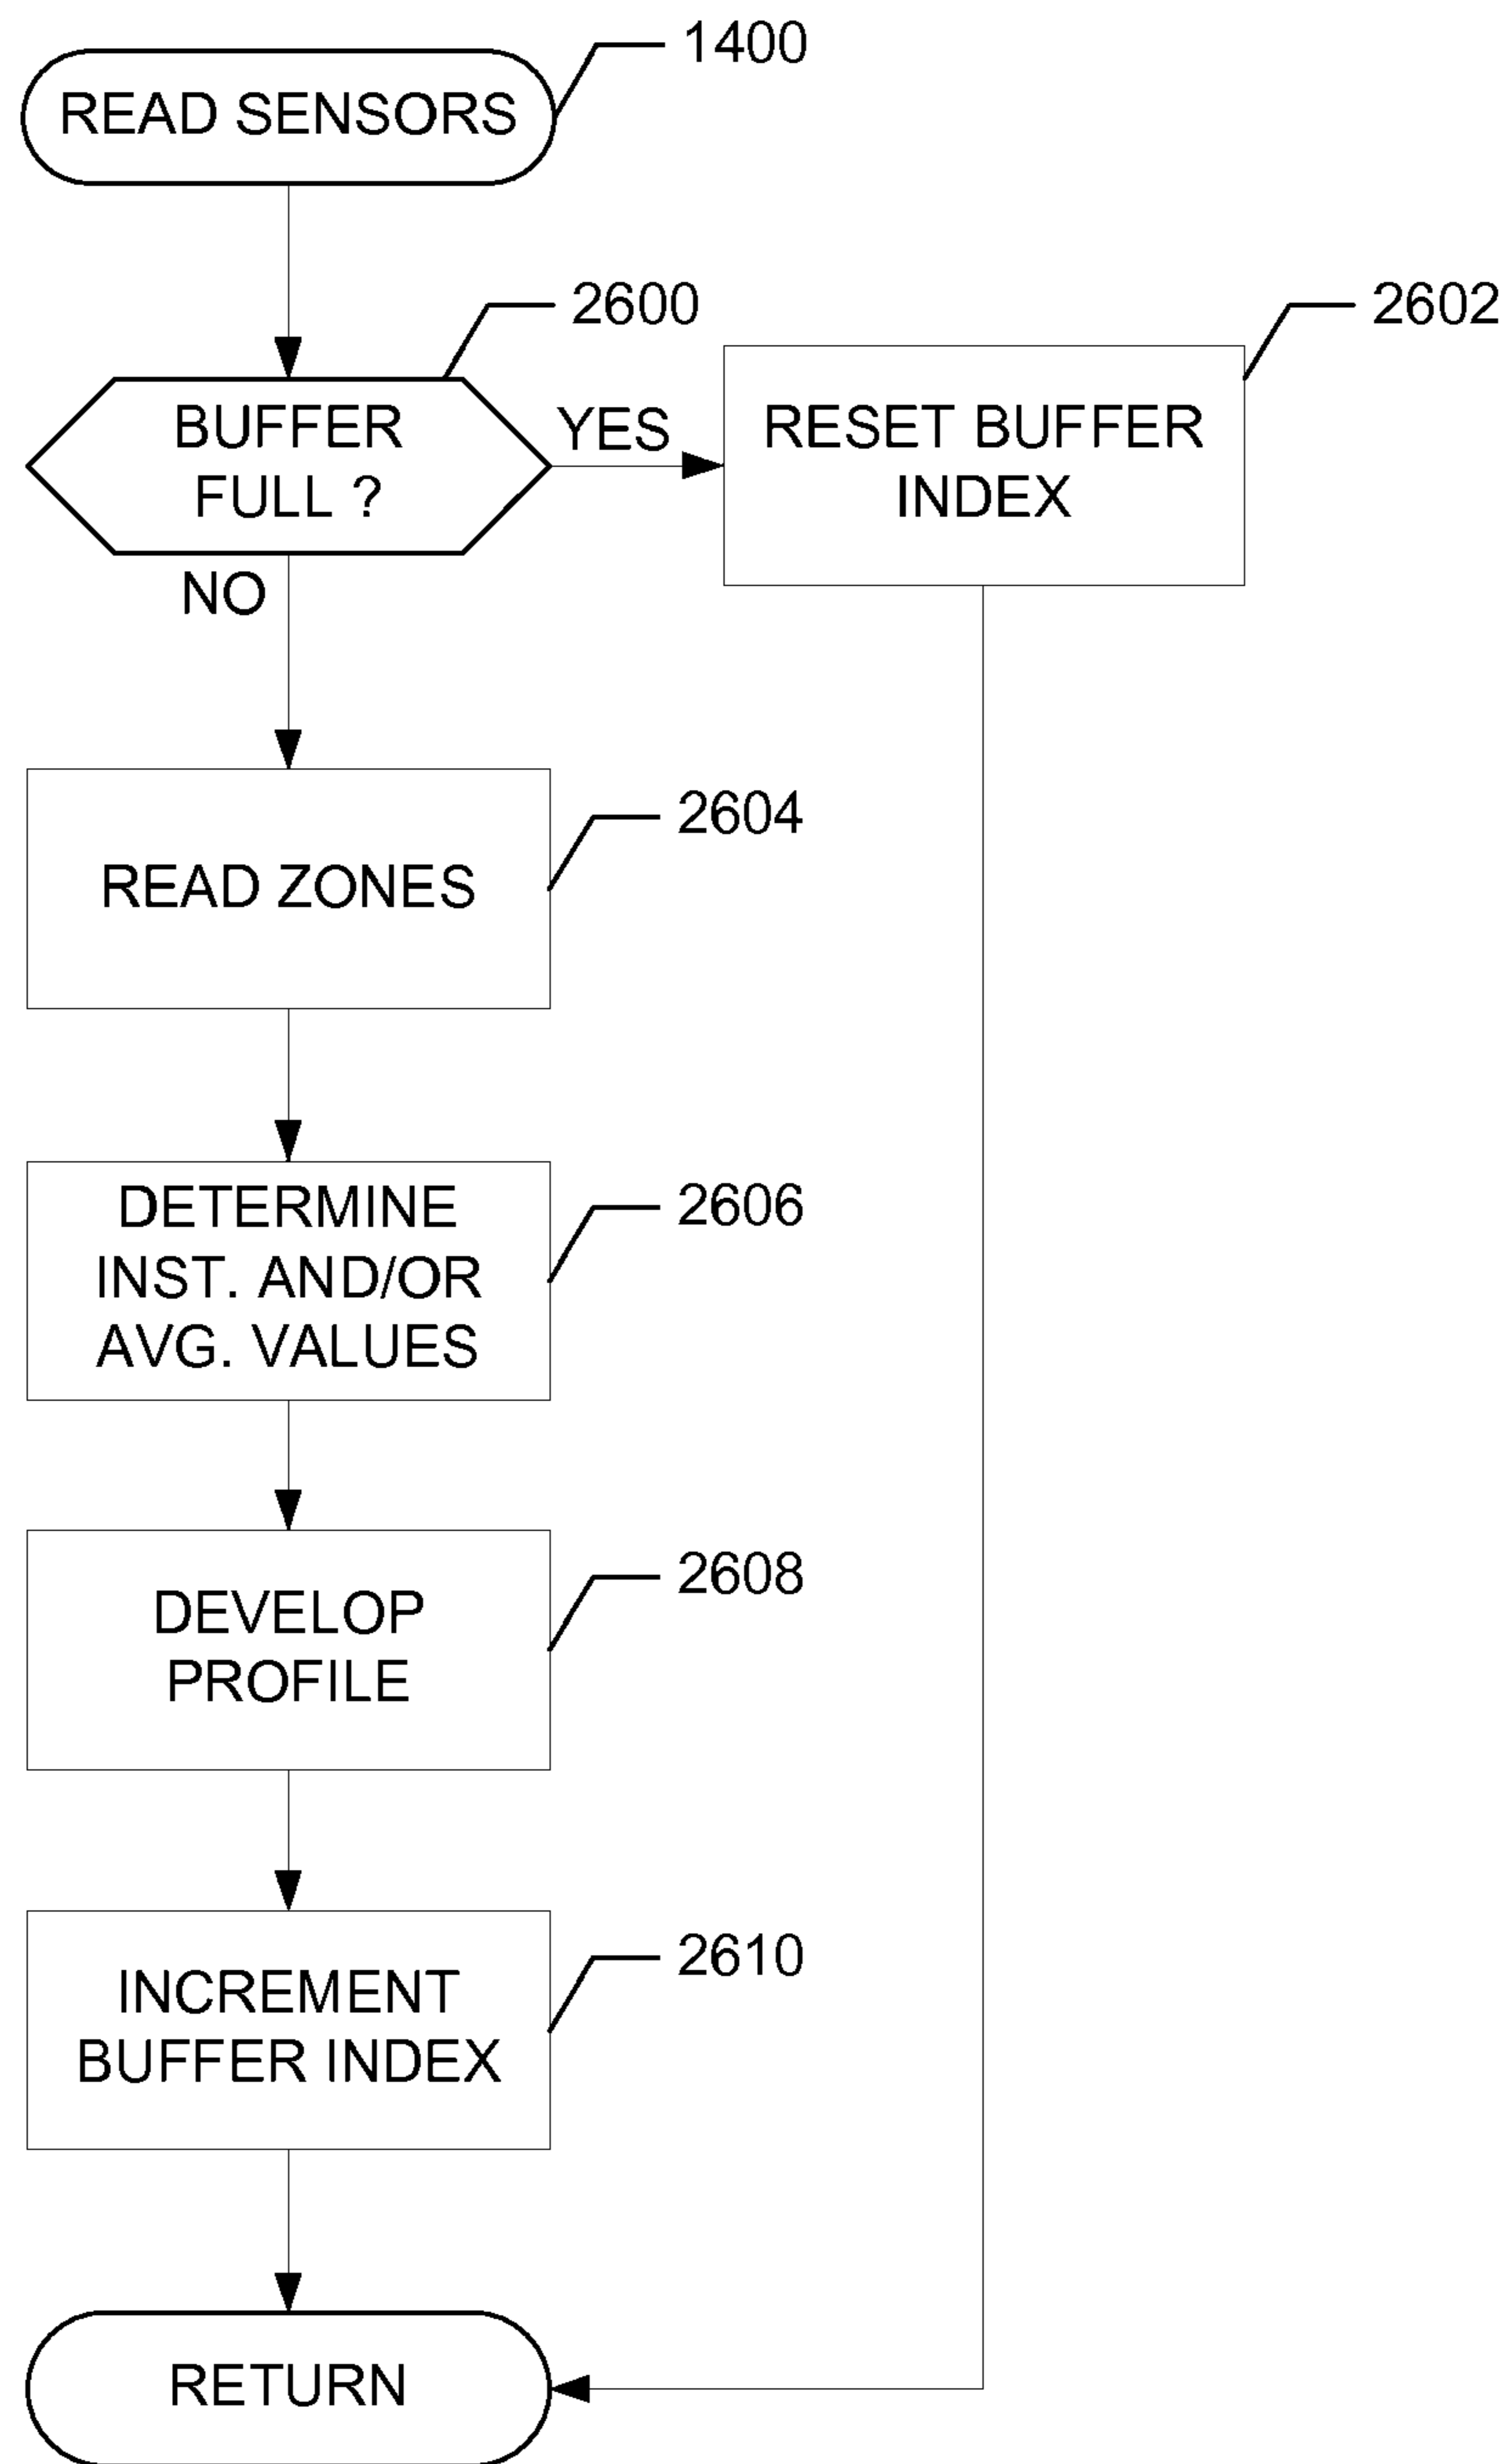 1400
READ SENSORS
2600
2602
BUFFER
FULL ?
YES
RESET BUFFER
INDEX
NO
2604
READ ZONES
2606
DETERMINE
INST. AND/OR
AVG. VALUES
2608
DEVELOP
PROFILE
2610
INCREMENT
BUFFER INDEX
RETURN